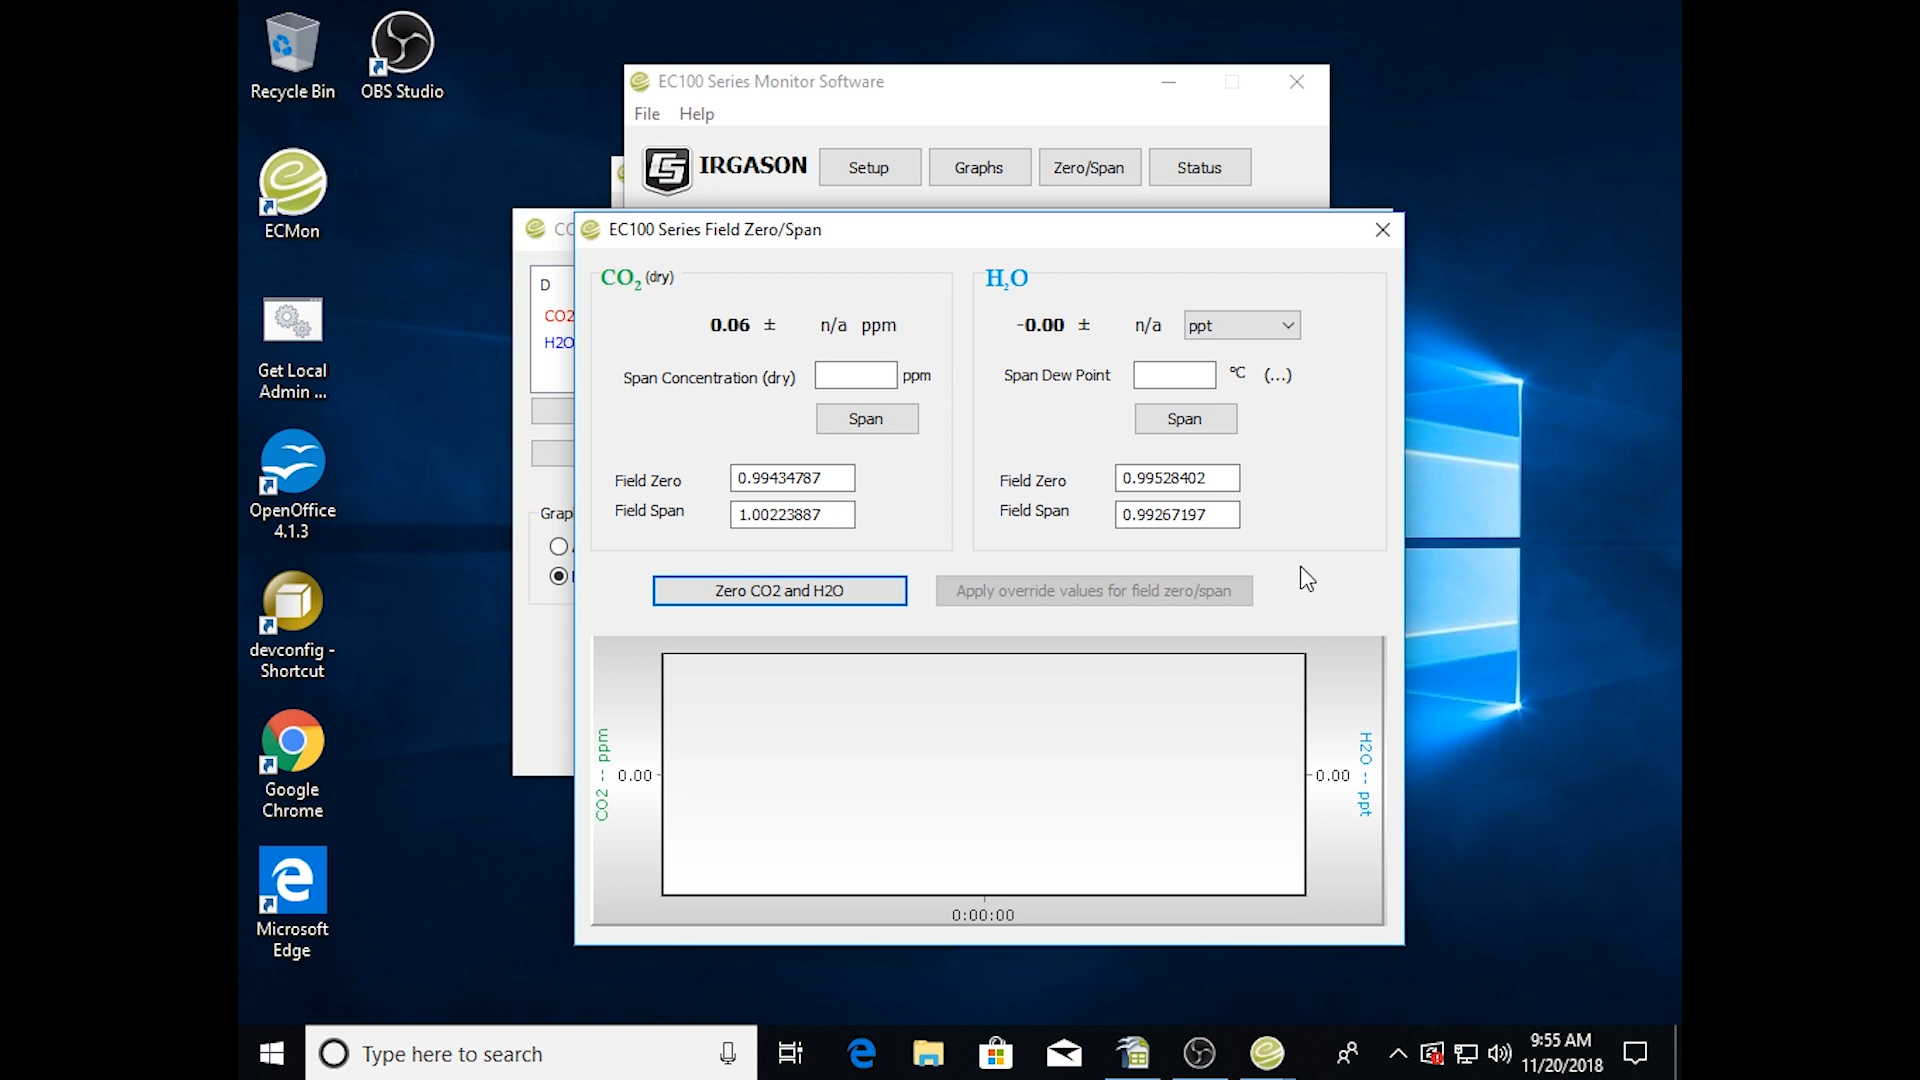 Recycle Bin
OBS Studio
ECMon
Get Local
Admin ...
OpenOffice
4.1.3
devconfig -
Shortcut
Google
Chrome
Microsoft
Edge
EC100 Series Monitor Software
File Help
IRGASON Setup Graphs Zero/Span Status
D
CO2
H2O
EC100 Series Field Zero/Span
CO2 (dry)
0.06 ± n/a ppm
Span Concentration (dry) ppm
Span
Field Zero 0.99434787
Field Span 1.00223887
H2O
-0.00 ± n/a ppt
Span Dew Point ºC (...)
Span
Field Zero 0.99528402
Field Span 0.99267197
Zero CO2 and H2O
Apply override values for field zero/span
CO2 -- ppm
0.00
0.00
H2O -- ppt
0:00:00
Type here to search
9:55 AM
11/20/2018